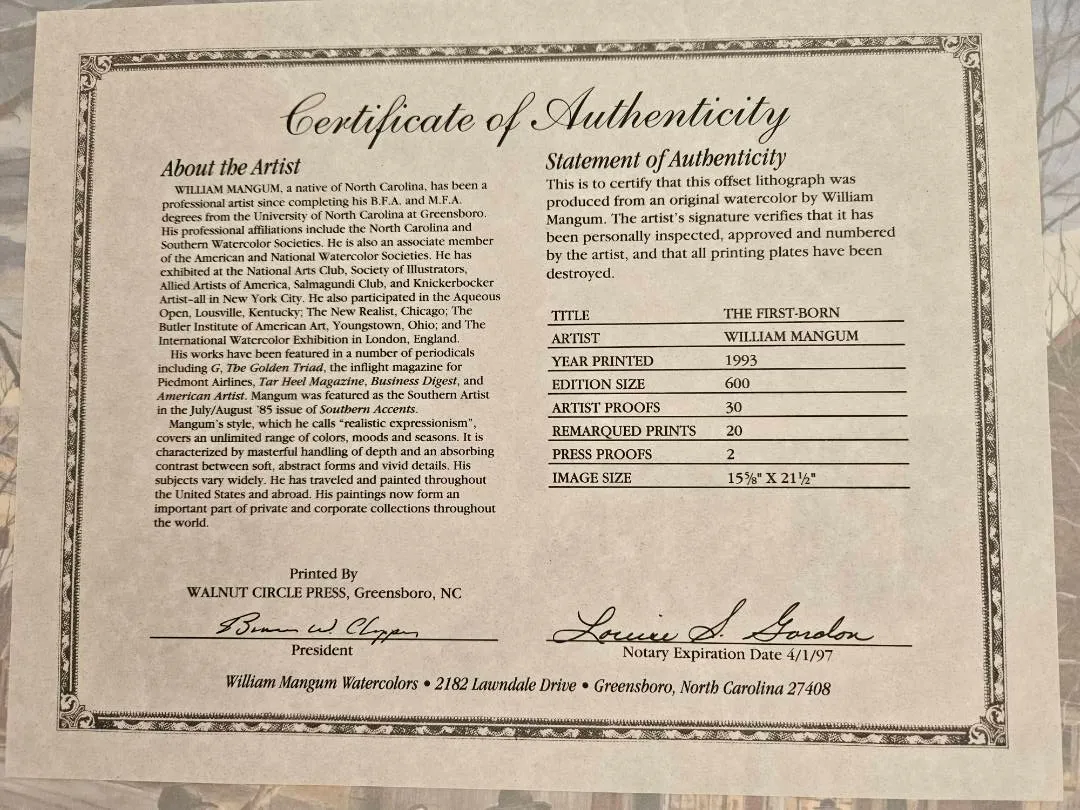 Certificate of Authenticity
About the Artist
WILLIAM MANGUM, a native of North Carolina, has been a
professional artist since completing his B.F.A. and M.F.A.
degrees from the University of North Carolina at Greensboro.
His professional affiliations include the North Carolina and
Southern Watercolor Societies. He is also an associate member
of the American and National Watercolor Societies. He has
exhibited at the National Arts Club, Society of Illustrators,
Allied Artists of America, Salmagundi Club, and Knickerbocker
Artist-all in New York City. He also participated in the Aqueous
Open, Lousville, Kentucky; The New Realist, Chicago; The
Butler Institute of American Art, Youngstown, Ohio; and The
International Watercolor Exhibition in London, England.
His works have been featured in a number of periodicals
including G, The Golden Triad, the inflight magazine for
Piedmont Airlines, Tar Heel Magazine, Business Digest, and
American Artist. Mangum was featured as the Southern Artist
in the July/August '85 issue of Southern Accents.
Mangum's style, which he calls "realistic expressionism",
covers an unlimited range of colors, moods and seasons. It is
characterized by masterful handling of depth and an absorbing
contrast between soft, abstract forms and vivid details. His
subjects vary widely. He has traveled and painted throughout
the United States and abroad. His paintings now form an
important part of private and corporate collections throughout
the world.
Printed By
WALNUT CIRCLE PRESS, Greensboro, NC
President
Statement of Authenticity
This is to certify that this offset lithograph was
produced from an original watercolor by William
Mangum. The artist's signature verifies that it has
been personally inspected, approved and numbered
by the artist, and that all printing plates have been
destroyed.
TITLE THE FIRST-BORN
ARTIST WILLIAM MANGUM
YEAR PRINTED 1993
EDITION SIZE 600
ARTIST PROOFS 30
REMARQUED PRINTS 20
PRESS PROOFS 2
IMAGE SIZE 15⅝" X 21½"
Louise S. Gordon
Notary Expiration Date 4/1/97
William Mangum Watercolors • 2182 Lawndale Drive • Greensboro, North Carolina 27408